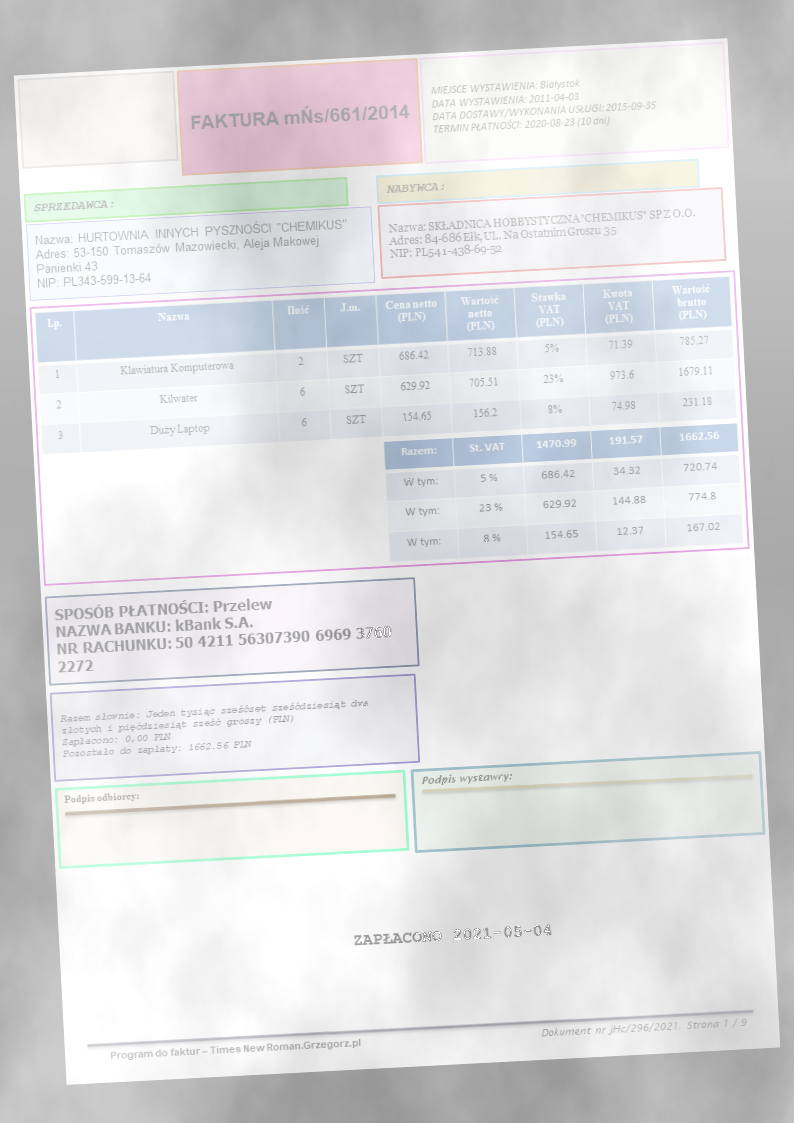 FAKTURA mŃs/661/2014
MIEJSCE WYSTAWIENIA: Białystok
DATA WYSTAWIENIA: 2011-04-03
DATA DOSTAWY/WYKONANIA USŁUGI: 2015-09-35
TERMIN PŁATNOŚCI: 2020-08-23 (10 dni)
SPRZEDAWCA:
Nazwa: HURTOWNIA INNYCH PYSZNOŚCI "CHEMIKUS"
Adres: 53-150 Tomaszów Mazowiecki, Aleja Makowej
Panienki 43
NIP: PL343-599-13-64
NABYWCA:
Nazwa: SKŁADNICA HOBBYSTYCZNA "CHEMIKUS" SP Z O.O.
Adres: 84-686 Ełk, UL. Na Ostatnim Groszu 35
NIP: PL541-438-69-52
Lp. Nazwa Ilość J.m. Cena netto (PLN) Wartość netto (PLN) Stawka VAT (PLN) Kwota VAT (PLN) Wartość brutto (PLN)
1 Klawiatura Komputerowa 2 SZT 686.42 713.88 5% 71.39 785.27
2 Kilwater 6 SZT 629.92 705.51 23% 973.6 1679.11
3 Duży Laptop 6 SZT 154.65 156.2 8% 74.98 231.18
Razem: St. VAT 1470.99 191.57 1662.56
W tym: 5 % 686.42 34.32 720.74
W tym: 23 % 629.92 144.88 774.8
W tym: 8 % 154.65 12.37 167.02
SPOSÓB PŁATNOŚCI: Przelew
NAZWA BANKU: kBank S.A.
NR RACHUNKU: 50 4211 56307390 6969 3760
2272
Razem słownie: Jeden tysiąc sześćset sześćdziesiąt dwa
złotych i pięćdziesiąt sześć groszy (PLN)
Zapłacono: 0,00 PLN
Pozostało do zapłaty: 1662.56 PLN
Podpis odbiorcy:
Podpis wystawcy:
ZAPŁACONO 2021-05-04
Program do faktur – Times New Roman.Grzegorz.pl
Dokument nr jHc/296/2021. Strona 1 / 9